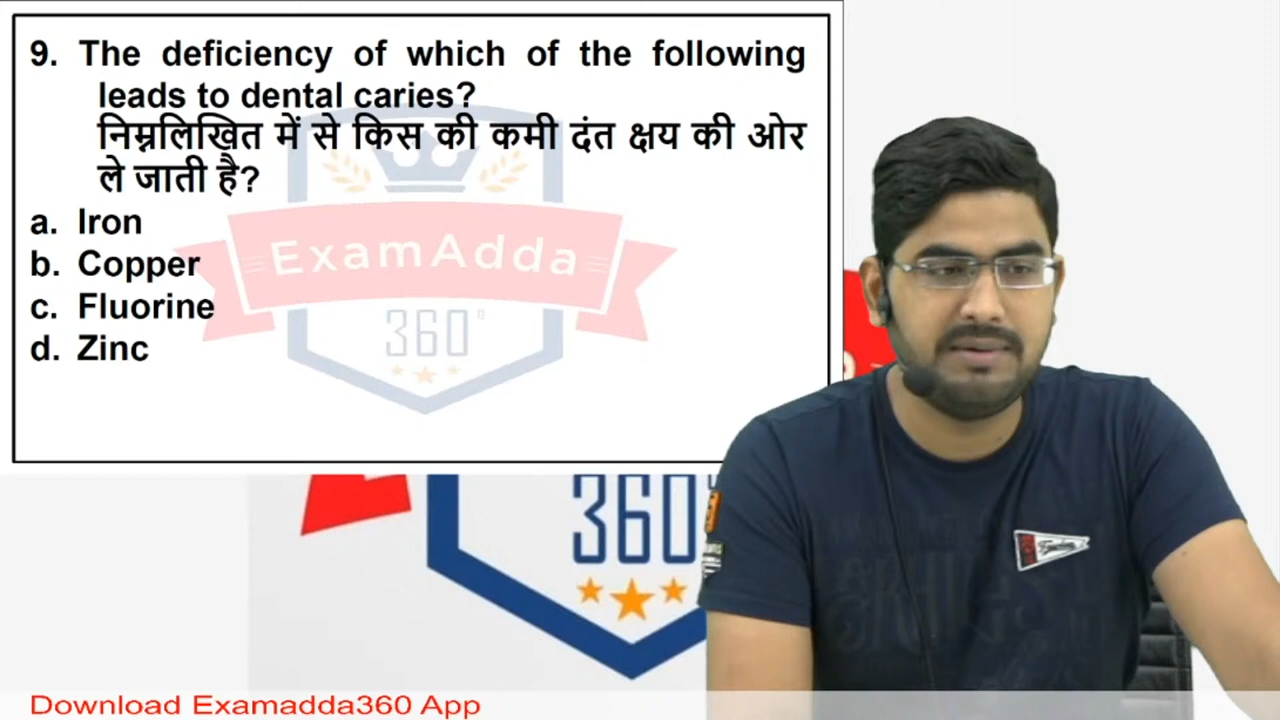 9. The deficiency of which of the following
leads to dental caries?
निम्नलिखित में से किस की कमी दंत क्षय की ओर
ले जाती है?
a. Iron
b. Copper
c. Fluorine
d. Zinc
ExamAdda
360°
360°
Download Examadda360 App